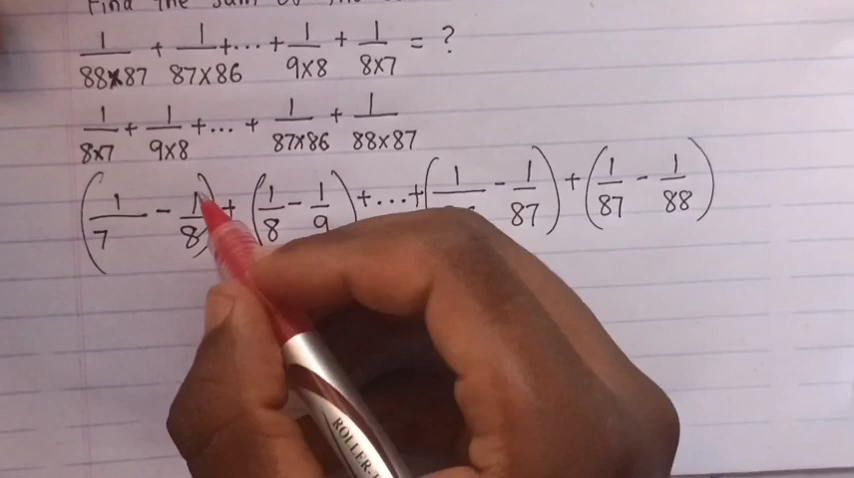 Find the sum of the
1/(88×87) + 1/(87×86) + ... + 1/(9×8) + 1/(8×7) = ?
1/(8×7) + 1/(9×8) + ... + 1/(87×86) + 1/(88×87)
(1/7 - 1/8) + (1/8 - 1/9) + ... + (1/ - 1/87) + (1/87 - 1/88)
ROLLER-